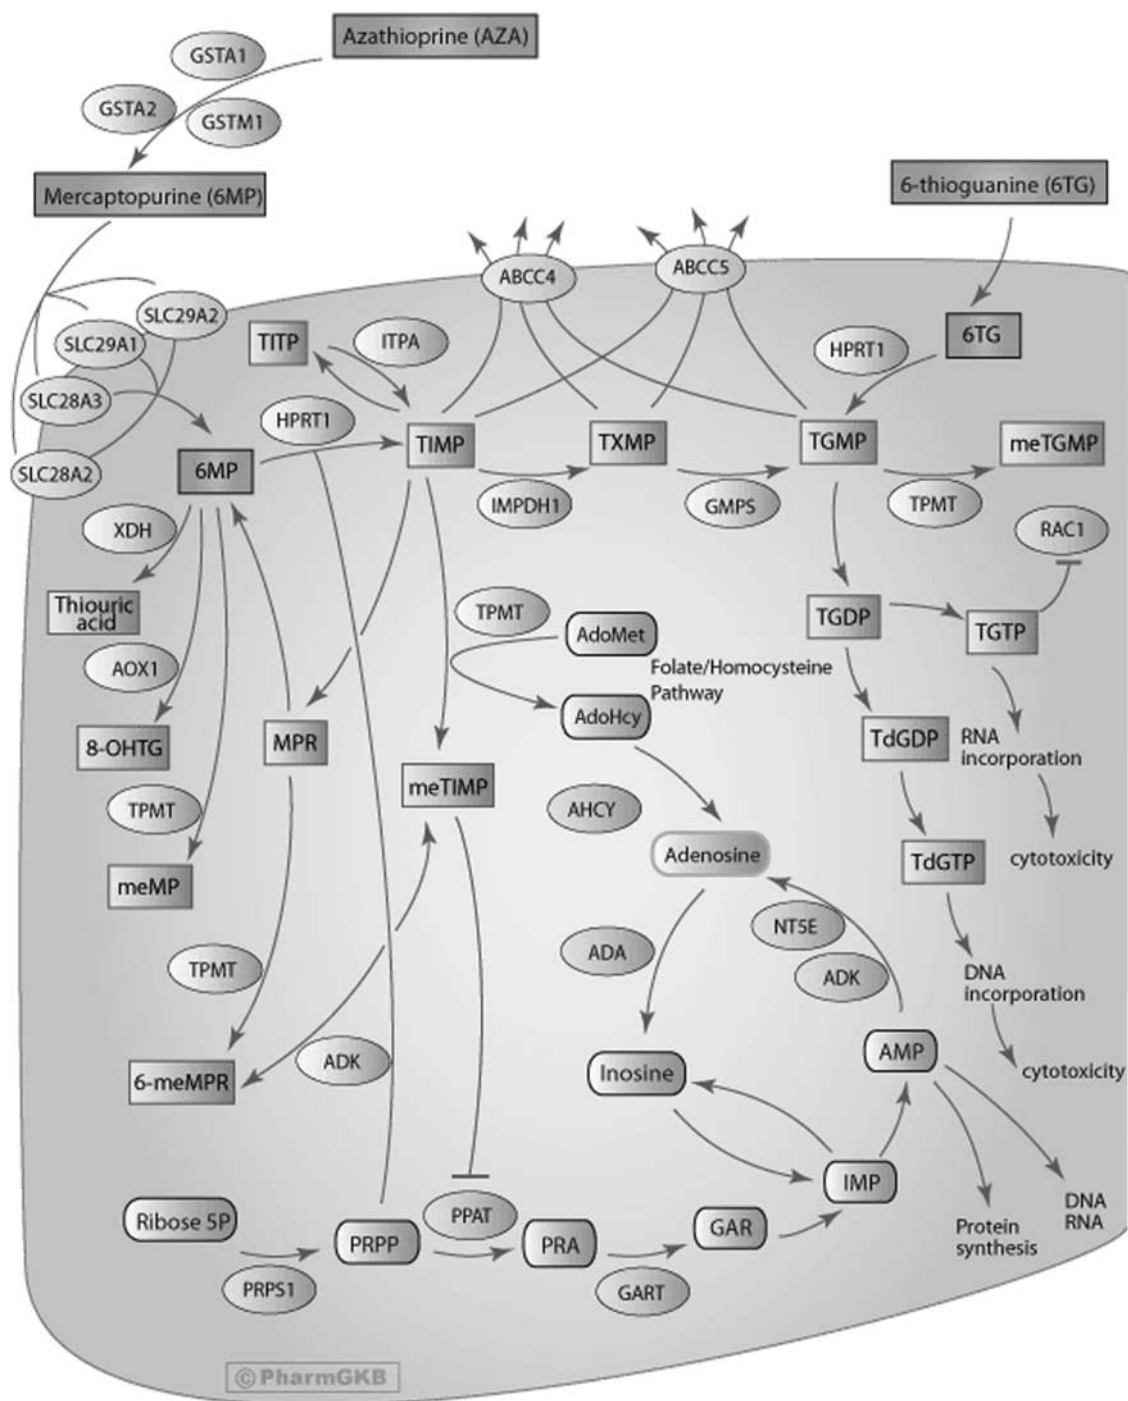 Azathioprine (AZA)
GSTA1
GSTA2
GSTM1
Mercaptopurine (6MP)
6-thioguanine (6TG)
ABCC4
ABCC5
SLC29A2
SLC29A1
SLC28A3
SLC28A2
TITP
ITPA
HPRT1
6TG
HPRT1
6MP
TIMP
TXMP
TGMP
meTGMP
IMPDH1
GMPS
TPMT
XDH
RAC1
Thiouric
acid
TPMT
AdoMet
TGDP
TGTP
AOX1
Folate/Homocysteine
Pathway
AdoHcy
8-OHTG
MPR
TdGDP
RNA
incorporation
meTIMP
TPMT
AHCY
Adenosine
TdGTP
cytotoxicity
meMP
NT5E
ADA
TPMT
ADK
DNA
incorporation
6-meMPR
ADK
Inosine
AMP
cytotoxicity
IMP
Ribose 5P
PRPP
PPAT
PRA
GAR
Protein
synthesis
DNA
RNA
PRPS1
GART
© PharmGKB